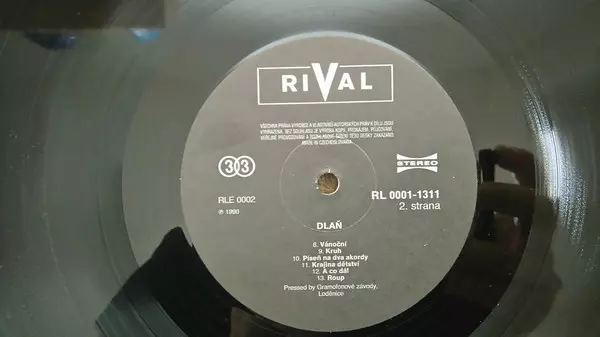 RIVAL
VŠECHNA PRÁVA VÝROBCE A VLASTNÍKŮ AUTORSKÝCH PRÁV K DÍLU JSOU
VYHRAZENA. BEZ SOUHLASU JE VÝROBA KOPIÍ, PRONÁJEM, PŮJČOVÁNÍ,
VEŘEJNÉ PROVOZOVÁNÍ A ŠÍŘENÍ TÉTO DESKY ZAKÁZÁNO
MADE IN CZECHOSLOVAKIA
33
STEREO
RLE 0002
RL 0001-1311
℗ 1990
2. strana
DLAŇ
8. Vánoční
9. Kruh
10. Píseň na dva akordy
11. Krajina dětství
12. A co dál
13. Roup
Pressed by Gramofonové závody,
Loděnice